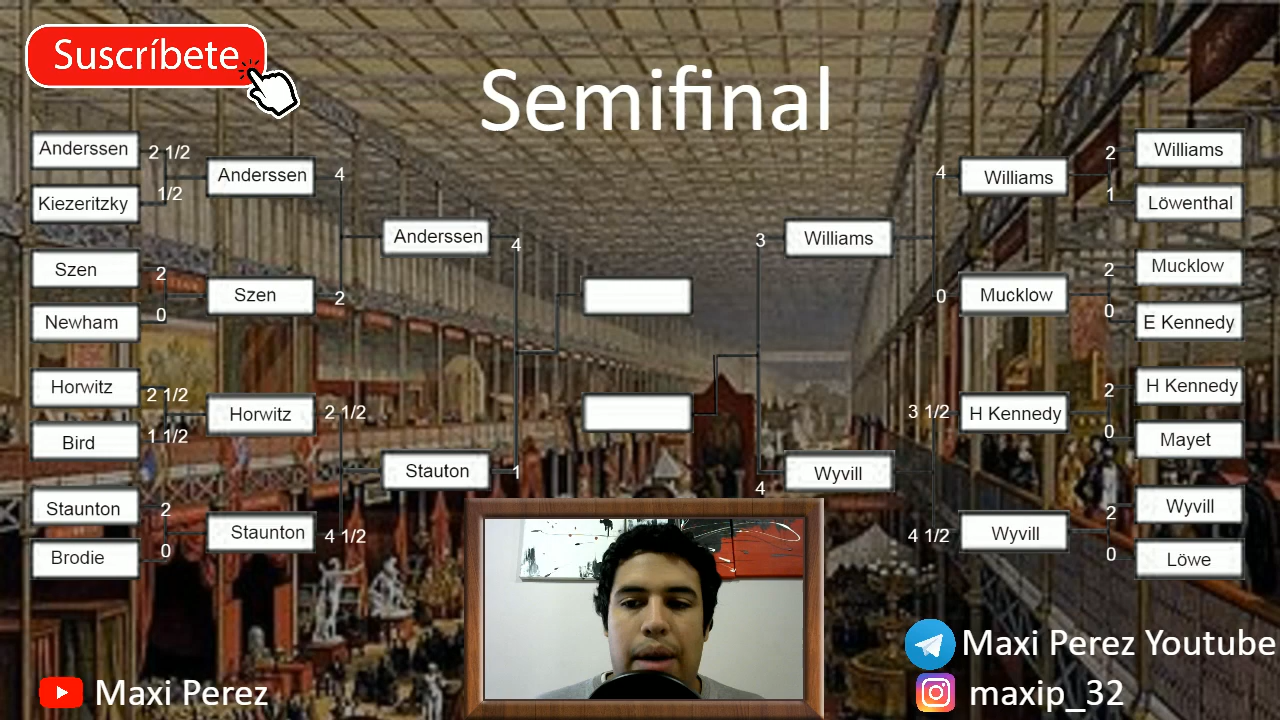 Suscríbete
Semifinal
Anderssen
2 1/2
Kiezeritzky
1/2
Szen
2
Newham
0
Horwitz
2 1/2
Bird
1 1/2
Staunton
2
Brodie
0
Anderssen
4
Szen
2
Horwitz
2 1/2
Staunton
4 1/2
Anderssen
4
Stauton
1
3
Williams
4
Wyvill
4
Williams
0
Mucklow
3 1/2
H Kennedy
4 1/2
Wyvill
2
Williams
1
Löwenthal
2
Mucklow
0
E Kennedy
2
H Kennedy
0
Mayet
2
Wyvill
0
Löwe
Maxi Perez
Maxi Perez Youtube
maxip_32